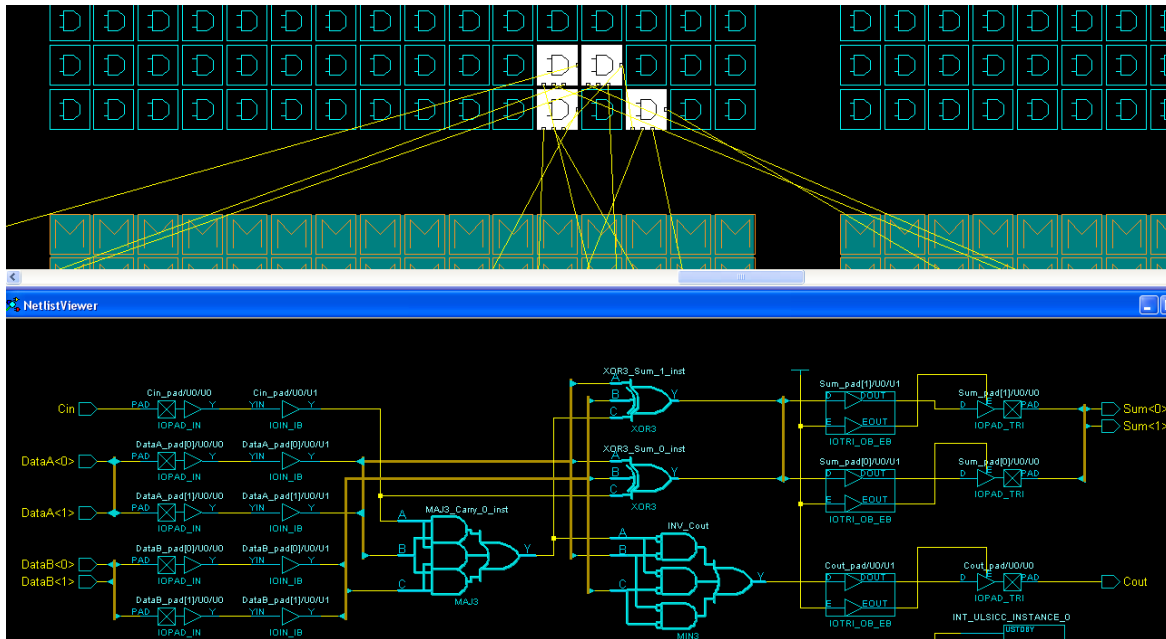 NetlistViewer
Cin
Cin_pad/U0/U0
PAD
Y
IOPAD_IN
Cin_pad/U0/U1
YIN
Y
IOIN_IB
DataA<0>
DataA_pad[0]/U0/U0
PAD
Y
IOPAD_IN
DataA_pad[0]/U0/U1
YIN
Y
IOIN_IB
DataA<1>
DataA_pad[1]/U0/U0
PAD
Y
IOPAD_IN
DataA_pad[1]/U0/U1
YIN
Y
IOIN_IB
DataB<0>
DataB<1>
DataB_pad[0]/U0/U0
PAD
Y
IOPAD_IN
DataB_pad[0]/U0/U1
YIN
Y
IOIN_IB
DataB_pad[1]/U0/U0
PAD
Y
IOPAD_IN
DataB_pad[1]/U0/U1
YIN
Y
IOIN_IB
MAJ3_Carry_0_inst
A
B
C
Y
MAJ3
XOR3_Sum_1_inst
A
B
C
Y
XOR3
XOR3_Sum_0_inst
A
B
C
Y
XOR3
INV_Cout
A
B
C
Y
MIN3
Sum_pad[1]/U0/U1
D
DOUT
E
EOUT
IOTRI_OB_EB
Sum_pad[1]/U0/U0
D
E
PAD
IOPAD_TRI
Sum<0>
Sum<1>
Sum_pad[0]/U0/U1
D
DOUT
E
EOUT
IOTRI_OB_EB
Sum_pad[0]/U0/U0
D
E
PAD
IOPAD_TRI
Cout_pad/U0/U1
D
DOUT
E
EOUT
IOTRI_OB_EB
Cout_pad/U0/U0
D
E
PAD
IOPAD_TRI
Cout
INT_ULSICC_INSTANCE_0
USTDBY